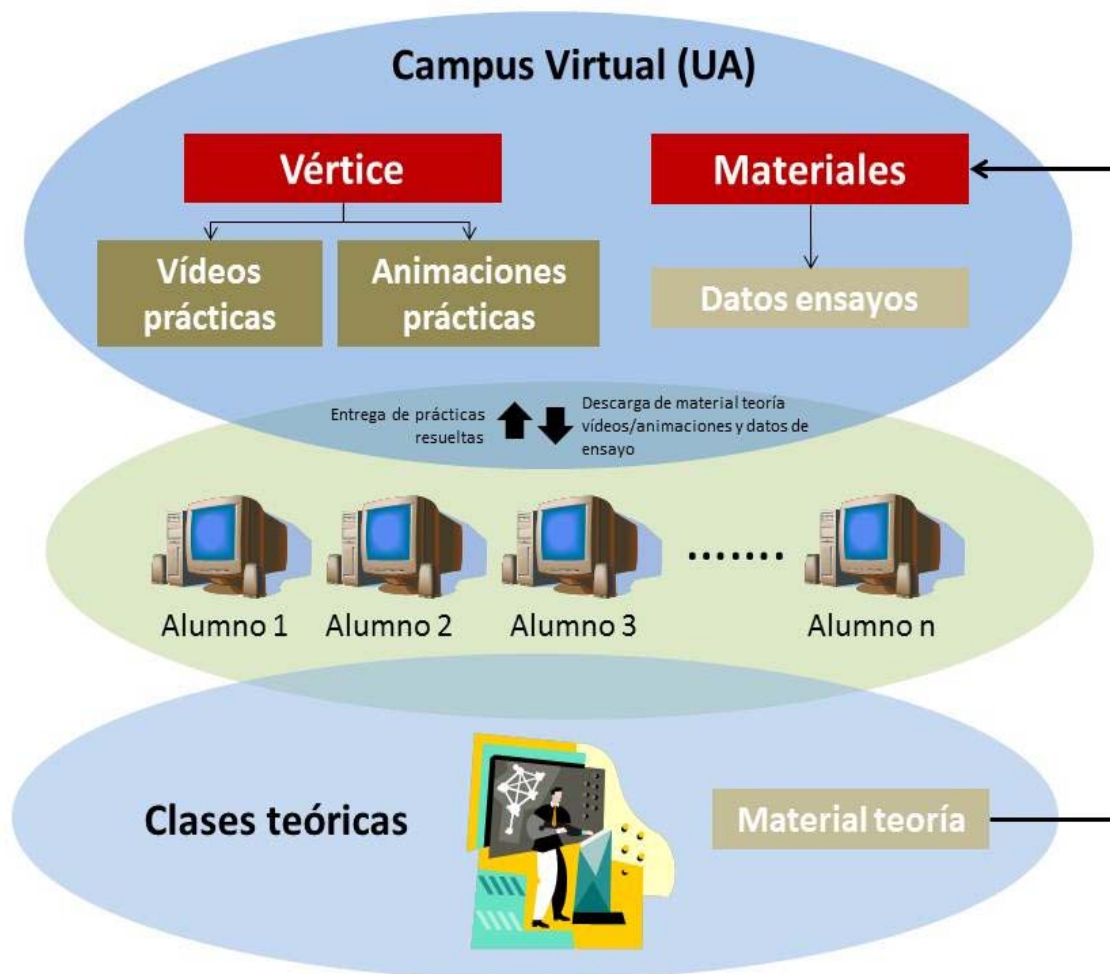 Campus Virtual (UA)
Vértice
Materiales
Vídeos
prácticas
Animaciones
prácticas
Datos ensayos
Entrega de prácticas
resueltas
Descarga de material teoría
vídeos/animaciones y datos de
ensayo
.......
Alumno 1
Alumno 2
Alumno 3
Alumno n
Clases teóricas
Material teoría